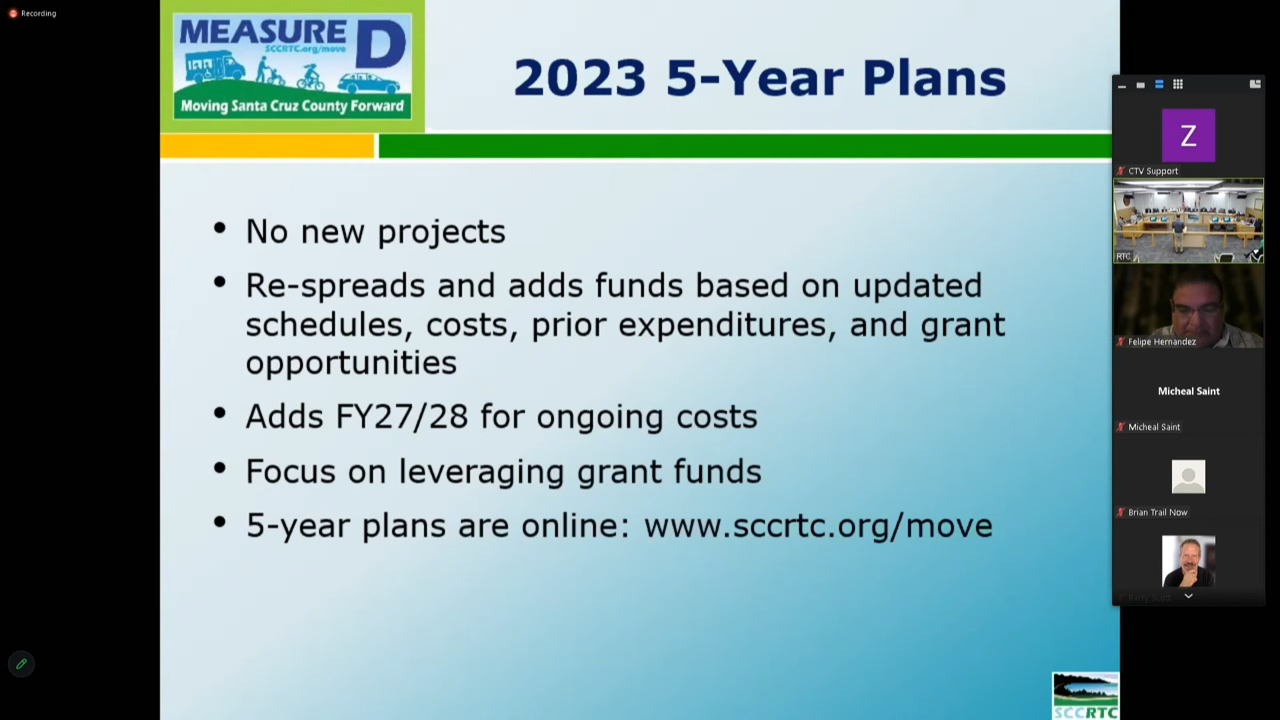 Recording
MEASURE D
SCCRTC.org/move
Moving Santa Cruz County Forward
2023 5-Year Plans
• No new projects
• Re-spreads and adds funds based on updated
schedules, costs, prior expenditures, and grant
opportunities
• Adds FY27/28 for ongoing costs
• Focus on leveraging grant funds
• 5-year plans are online: www.sccrtc.org/move
SCCRTC
Z
CTV Support
RTC
Felipe Hernandez
Micheal Saint
Micheal Saint
Brian Trail Now
Barry Scott